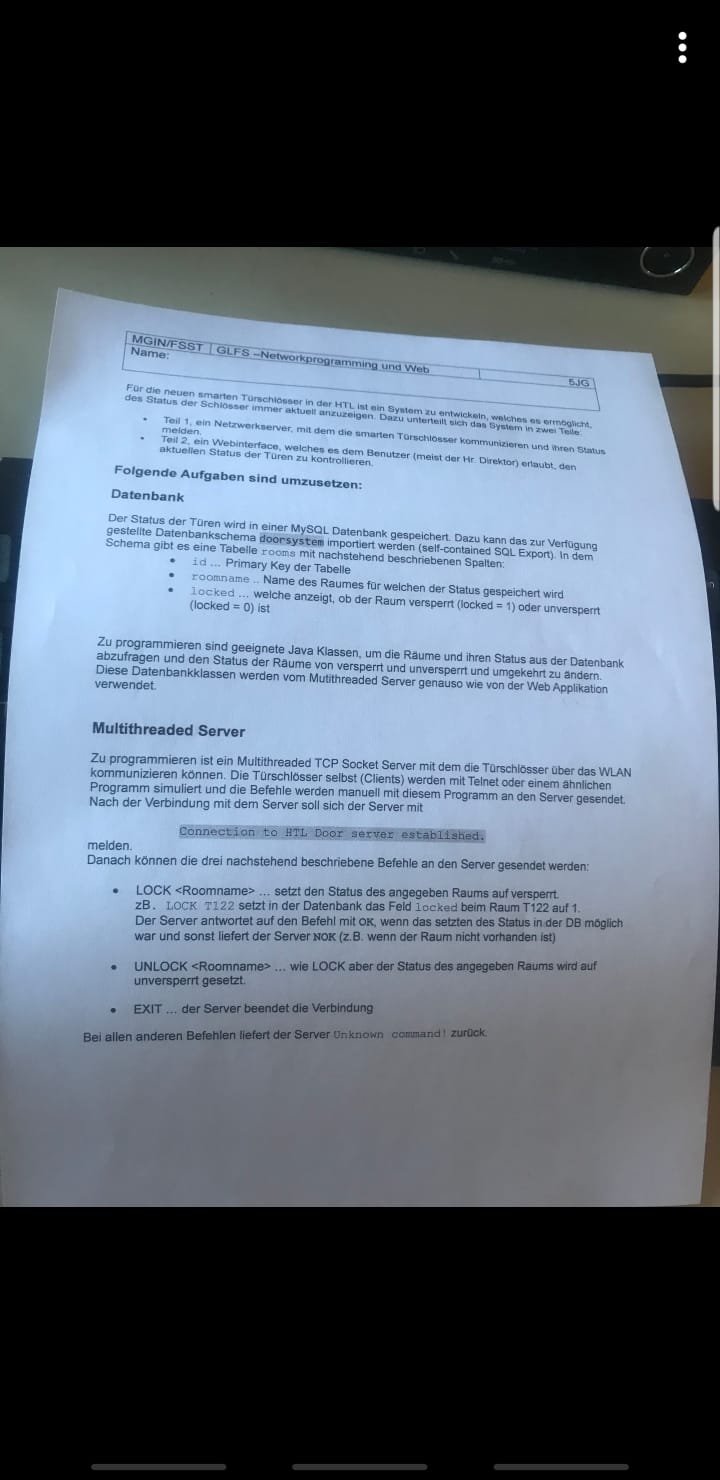 MGIN/FSST GLFS –Networkprogramming und Web 5JG
Name:
Für die neuen smarten Türschlösser in der HTL ist ein System zu entwickeln, welches es ermöglicht,
des Status der Schlösser immer aktuell anzuzeigen. Dazu unterteilt sich das System in zwei Teile:
• Teil 1, ein Netzwerkserver, mit dem die smarten Türschlösser kommunizieren und ihren Status
melden.
• Teil 2, ein Webinterface, welches es dem Benutzer (meist der Hr. Direktor) erlaubt, den
aktuellen Status der Türen zu kontrollieren.
Folgende Aufgaben sind umzusetzen:
Datenbank
Der Status der Türen wird in einer MySQL Datenbank gespeichert. Dazu kann das zur Verfügung
gestellte Datenbankschema doorsystem importiert werden (self-contained SQL Export). In dem
Schema gibt es eine Tabelle rooms mit nachstehend beschriebenen Spalten:
• id ... Primary Key der Tabelle
• roomname .. Name des Raumes für welchen der Status gespeichert wird
• locked ... welche anzeigt, ob der Raum versperrt (locked = 1) oder unversperrt
(locked = 0) ist
Zu programmieren sind geeignete Java Klassen, um die Räume und ihren Status aus der Datenbank
abzufragen und den Status der Räume von versperrt und unversperrt und umgekehrt zu ändern.
Diese Datenbankklassen werden vom Mutithreaded Server genauso wie von der Web Applikation
verwendet.
Multithreaded Server
Zu programmieren ist ein Multithreaded TCP Socket Server mit dem die Türschlösser über das WLAN
kommunizieren können. Die Türschlösser selbst (Clients) werden mit Telnet oder einem ähnlichen
Programm simuliert und die Befehle werden manuell mit diesem Programm an den Server gesendet.
Nach der Verbindung mit dem Server soll sich der Server mit
Connection to HTL Door server established.
melden.
Danach können die drei nachstehend beschriebene Befehle an den Server gesendet werden:
• LOCK <Roomname> ... setzt den Status des angegeben Raums auf versperrt.
zB. LOCK T122 setzt in der Datenbank das Feld locked beim Raum T122 auf 1.
Der Server antwortet auf den Befehl mit OK, wenn das setzten des Status in der DB möglich
war und sonst liefert der Server NOK (z.B. wenn der Raum nicht vorhanden ist)
• UNLOCK <Roomname> ... wie LOCK aber der Status des angegeben Raums wird auf
unversperrt gesetzt.
• EXIT ... der Server beendet die Verbindung
Bei allen anderen Befehlen liefert der Server Unknown command! zurück.